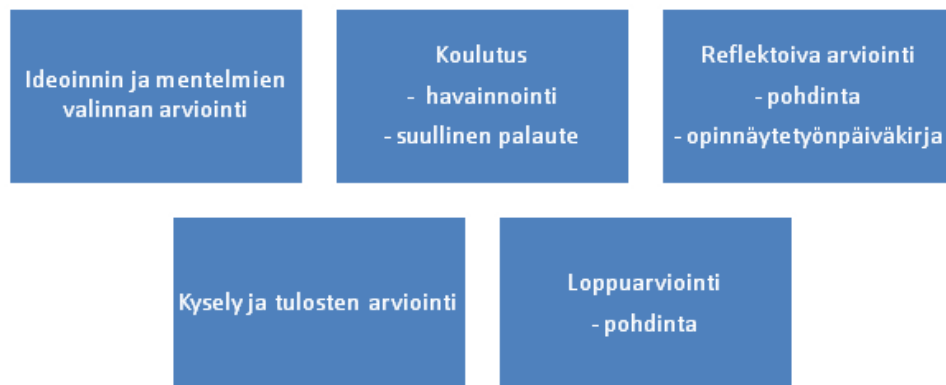 Ideoinnin ja mentelmien
valinnan arviointi
Koulutus
- havainnointi
- suullinen palaute
Reflektoiva arviointi
- pohdinta
- opinnäytetyönpäiväkirja
Kysely ja tulosten arviointi
Loppuarviointi
- pohdinta